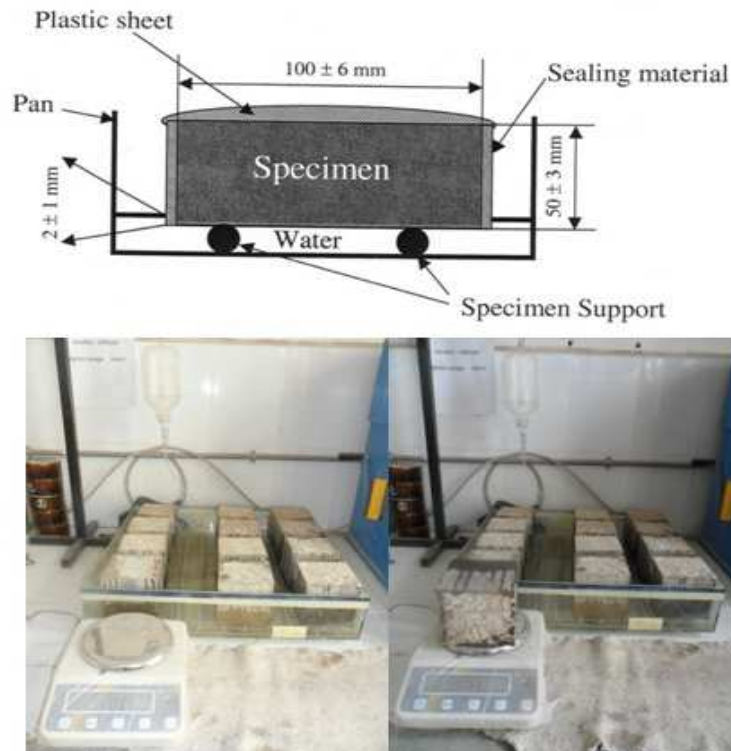 Plastic sheet
100 ± 6 mm
Sealing material
Pan
Specimen
50 ± 3 mm
2 ± 1 mm
Water
Specimen Support